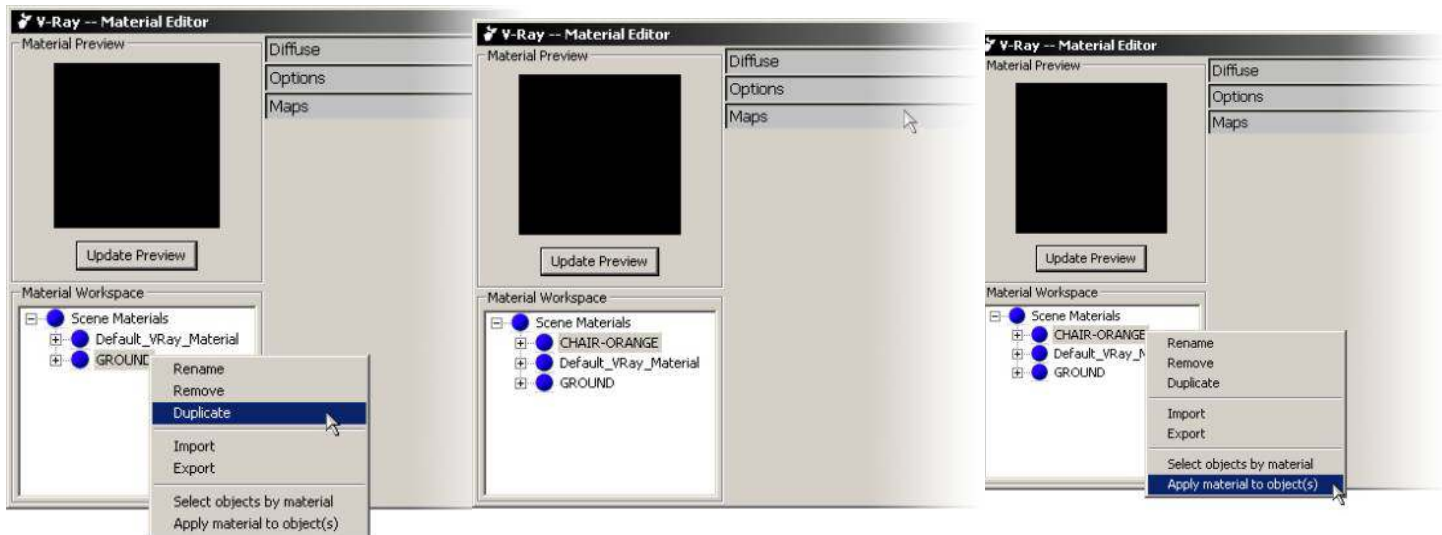 V-Ray -- Material Editor
Material Preview
Diffuse
Options
Maps
Update Preview
Material Workspace
Scene Materials
Default_VRay_Material
GROUND
Rename
Remove
Duplicate
Import
Export
Select objects by material
Apply material to object(s)
V-Ray -- Material Editor
Material Preview
Diffuse
Options
Maps
Update Preview
Material Workspace
Scene Materials
CHAIR-ORANGE
Default_VRay_Material
GROUND
V-Ray -- Material Editor
Material Preview
Diffuse
Options
Maps
Update Preview
Material Workspace
Scene Materials
CHAIR-ORANGE
Default_VRay_M
GROUND
Rename
Remove
Duplicate
Import
Export
Select objects by material
Apply material to object(s)